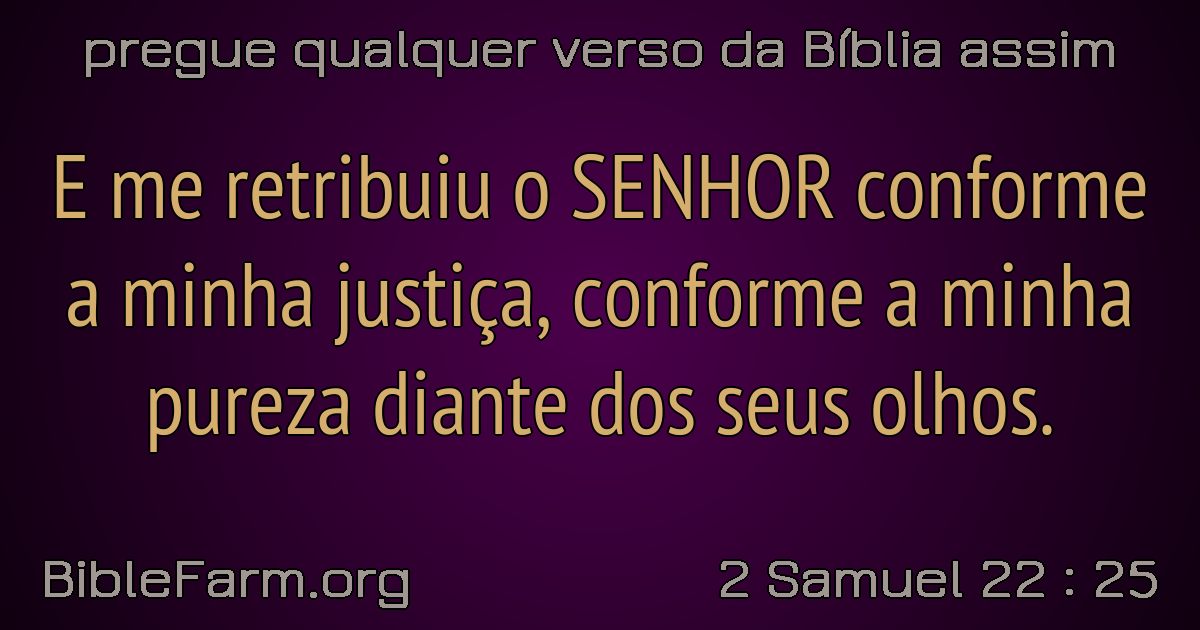 pregue qualquer verso da Bíblia assim
E me retribuiu o SENHOR conforme
a minha justiça, conforme a minha
pureza diante dos seus olhos.
BibleFarm.org
2 Samuel 22 : 25